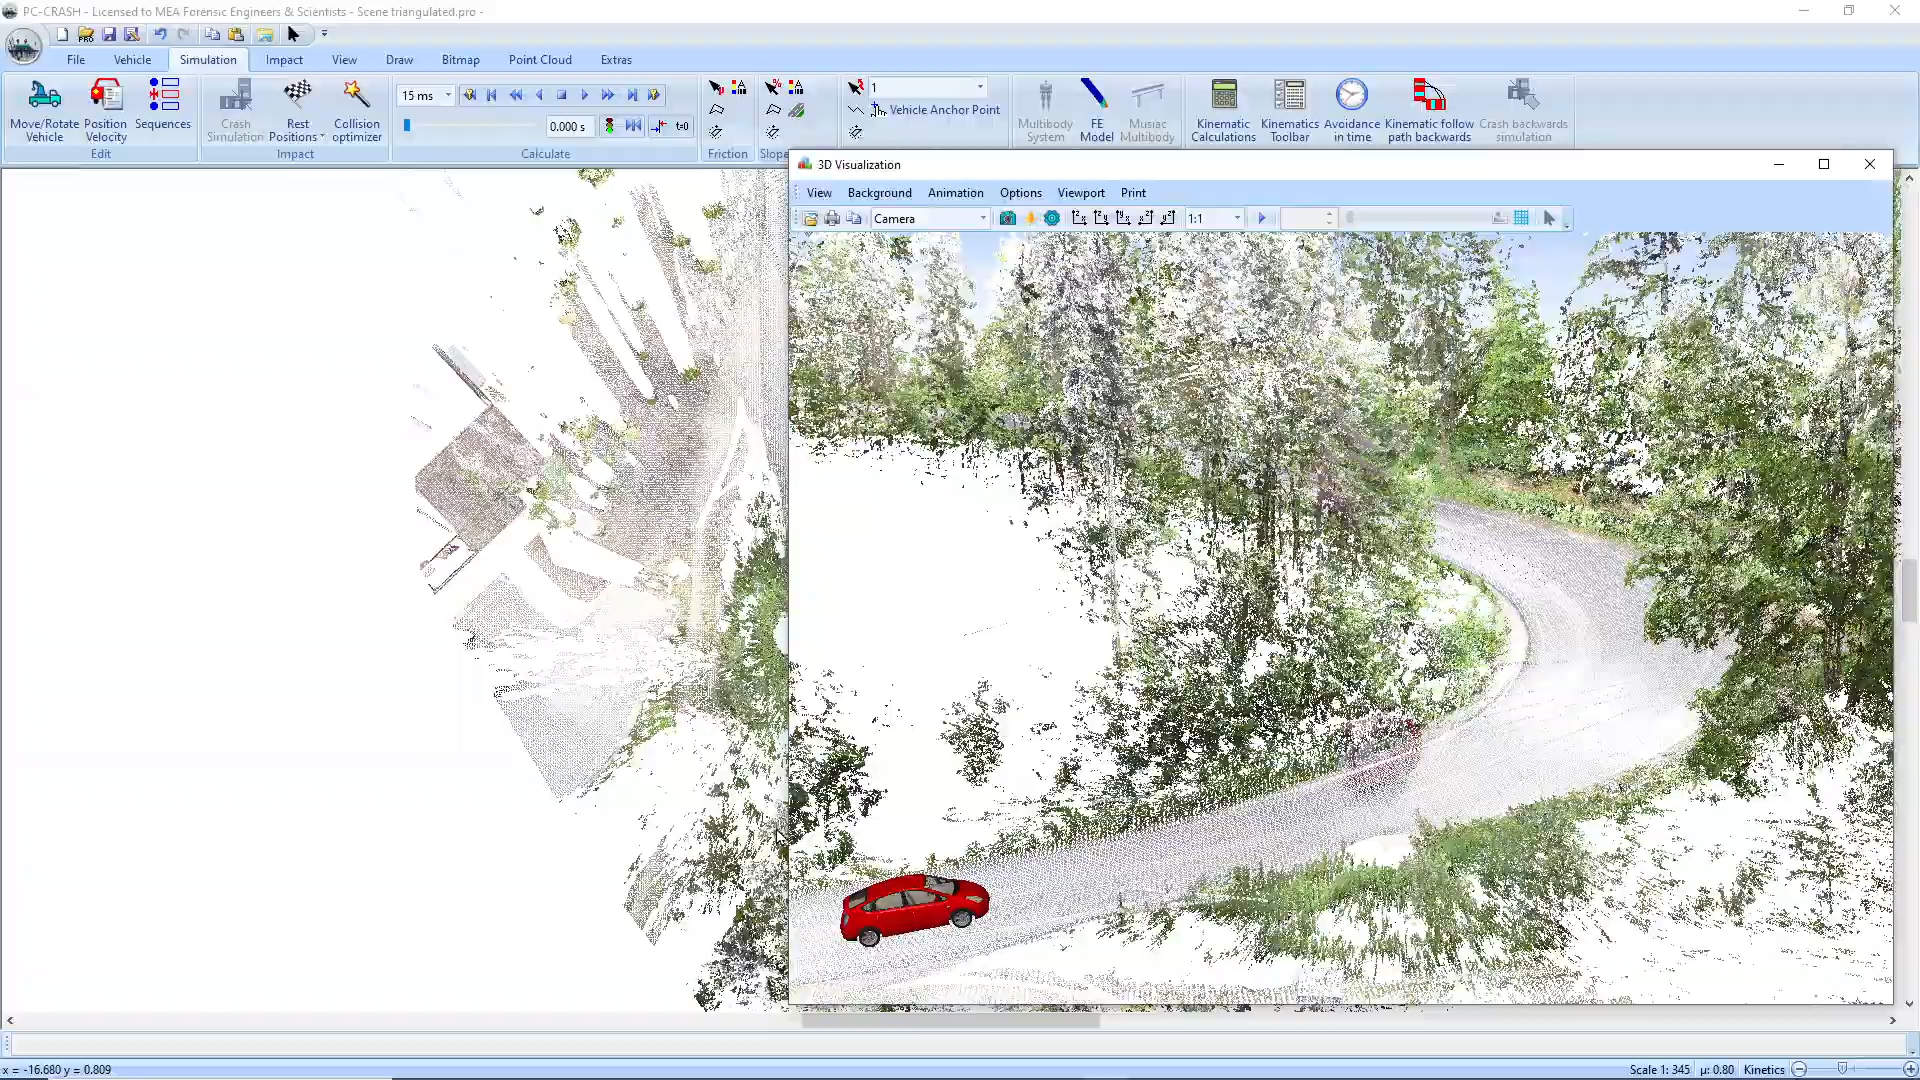 PC-CRASH - Licensed to MEA Forensic Engineers & Scientists - Scene triangulated.pro -
File Vehicle Simulation Impact View Draw Bitmap Point Cloud Extras
15 ms
1
Vehicle Anchor Point
0.000 s
t=0
Move/Rotate Vehicle
Position Velocity
Sequences
Crash Simulation
Rest Positions
Collision optimizer
Multibody System
FE Model
Musiac Multibody
Kinematic Calculations
Kinematics Toolbar
Avoidance in time
Kinematic follow path backwards
Crash backwards simulation
Edit Impact Calculate Friction Slope
3D Visualization
View Background Animation Options Viewport Print
Camera 1:1
x = -16.680 y = 0.809
Scale 1: 345 μ: 0.80 Kinetics